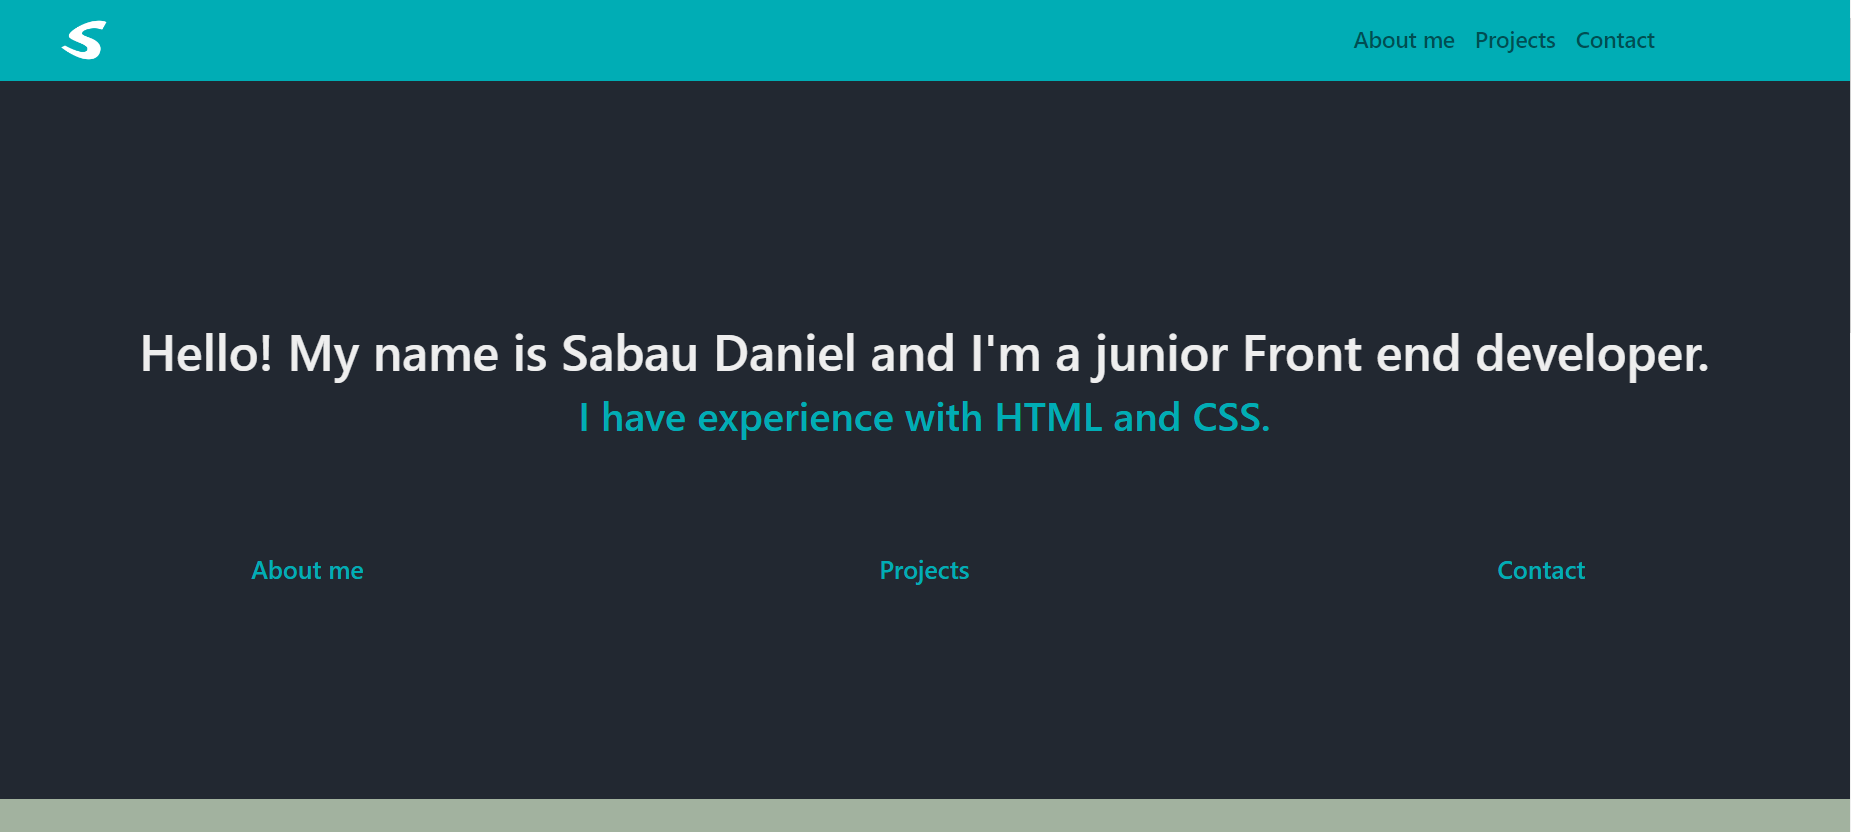 S
About me Projects Contact
Hello! My name is Sabau Daniel and I'm a junior Front end developer.
I have experience with HTML and CSS.
About me Projects Contact